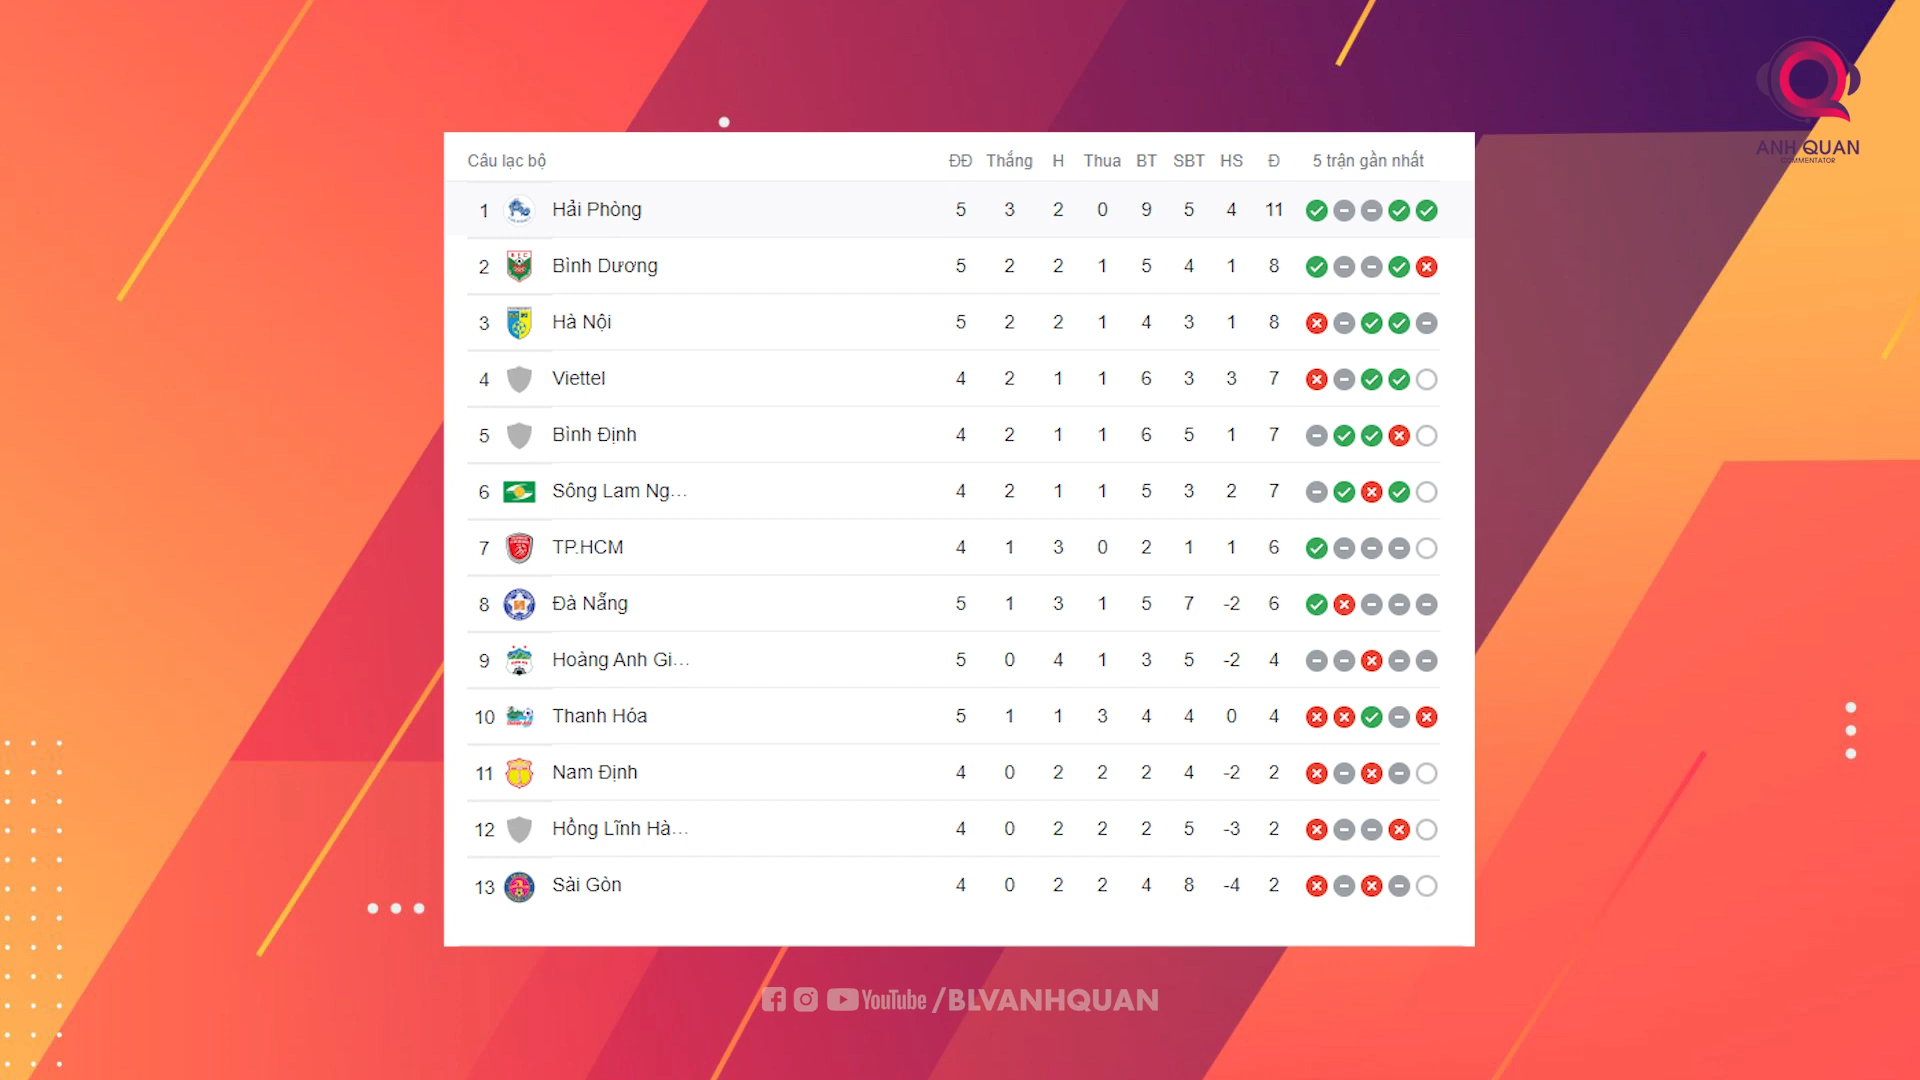 ANH QUAN
COMMENTATOR
Câu lạc bộ ĐĐ Thắng H Thua BT SBT HS Đ 5 trận gần nhất
1 Hải Phòng 5 3 2 0 9 5 4 11
2 Bình Dương 5 2 2 1 5 4 1 8
3 Hà Nội 5 2 2 1 4 3 1 8
4 Viettel 4 2 1 1 6 3 3 7
5 Bình Định 4 2 1 1 6 5 1 7
6 Sông Lam Ng... 4 2 1 1 5 3 2 7
7 TP.HCM 4 1 3 0 2 1 1 6
8 Đà Nẵng 5 1 3 1 5 7 -2 6
9 Hoàng Anh Gi... 5 0 4 1 3 5 -2 4
10 Thanh Hóa 5 1 1 3 4 4 0 4
11 Nam Định 4 0 2 2 2 4 -2 2
12 Hồng Lĩnh Hà... 4 0 2 2 2 5 -3 2
13 Sài Gòn 4 0 2 2 4 8 -4 2
YouTube /BLVANHQUAN